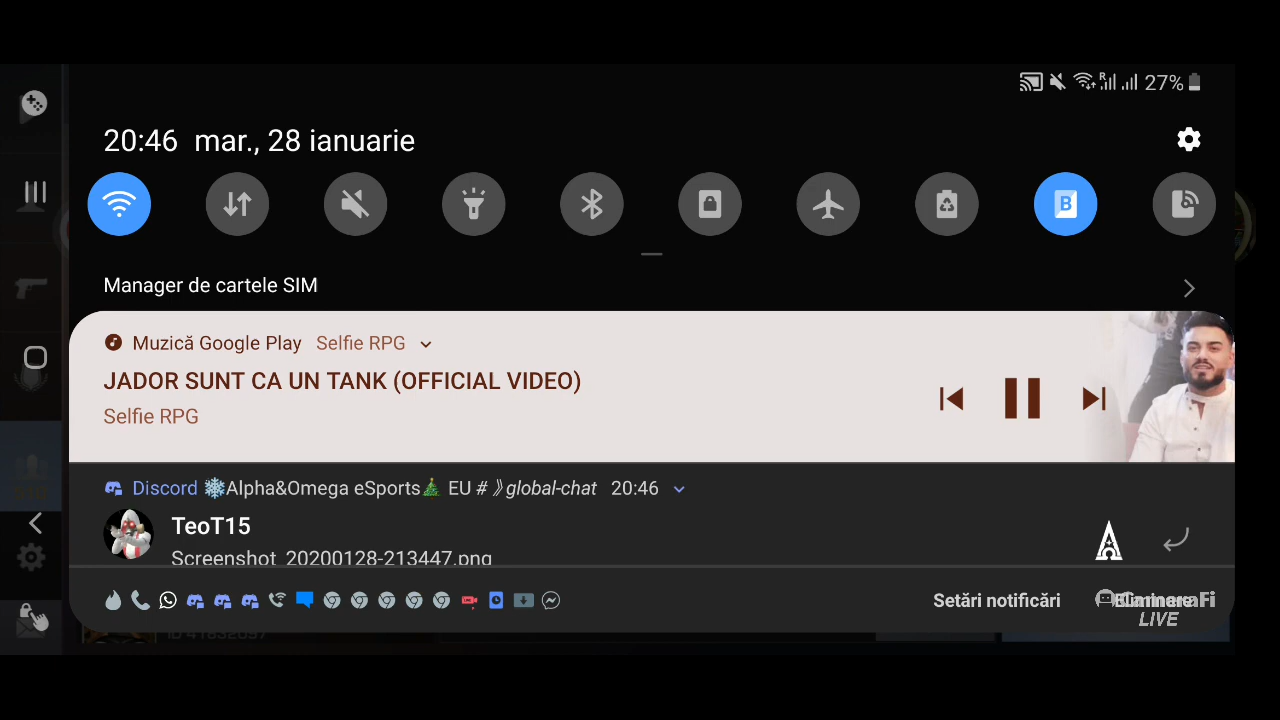 R 27%
20:46 mar., 28 ianuarie
B
Manager de cartele SIM
Muzică Google Play Selfie RPG
JADOR SUNT CA UN TANK (OFFICIAL VIDEO)
Selfie RPG
Discord ❄️Alpha&Omega eSports🎄 EU # 》global-chat 20:46
TeoT15
Screenshot_20200128-213447.png
Setări notificări
CameraFi
LIVE